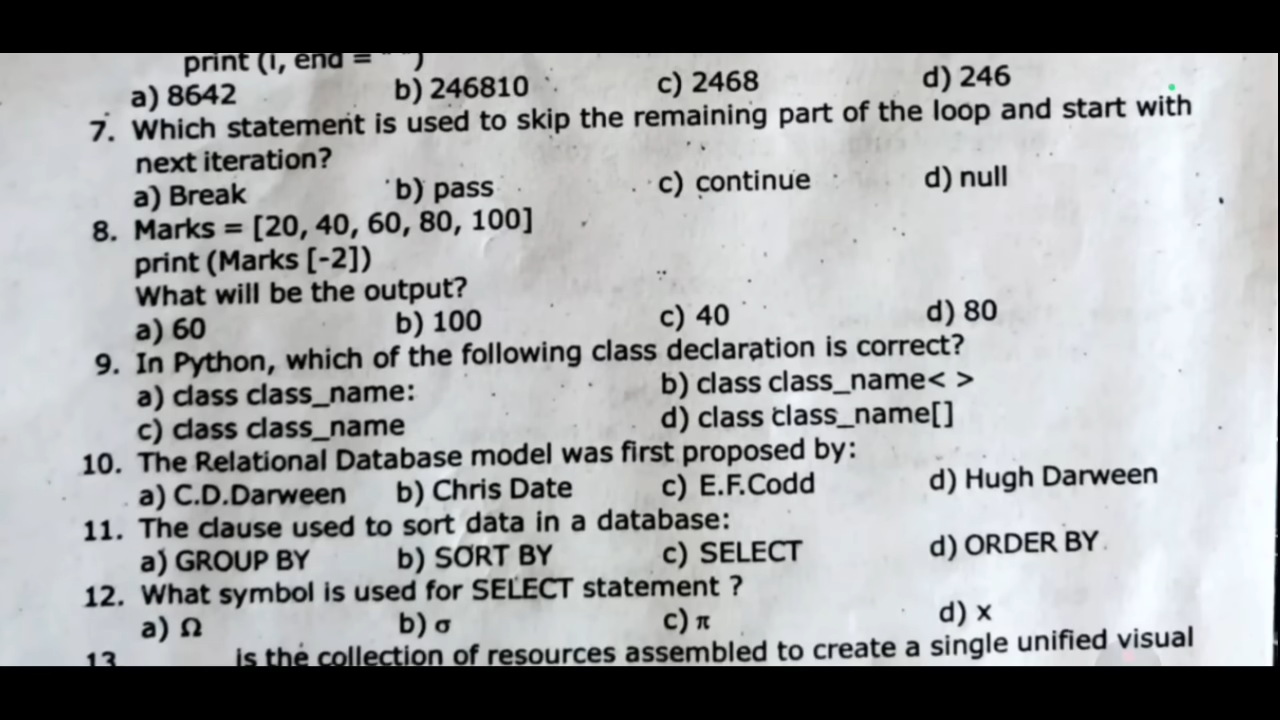 print (i, end = " ")
a) 8642 b) 246810 c) 2468 d) 246
7. Which statement is used to skip the remaining part of the loop and start with
next iteration?
a) Break b) pass c) continue d) null
8. Marks = [20, 40, 60, 80, 100]
print (Marks [-2])
What will be the output?
a) 60 b) 100 c) 40 d) 80
9. In Python, which of the following class declaration is correct?
a) class class_name: b) class class_name< >
c) class class_name d) class class_name[]
10. The Relational Database model was first proposed by:
a) C.D.Darween b) Chris Date c) E.F.Codd d) Hugh Darween
11. The clause used to sort data in a database:
a) GROUP BY b) SORT BY c) SELECT d) ORDER BY
12. What symbol is used for SELECT statement ?
a) Ω b) σ c) π d) x
13 is the collection of resources assembled to create a single unified visual